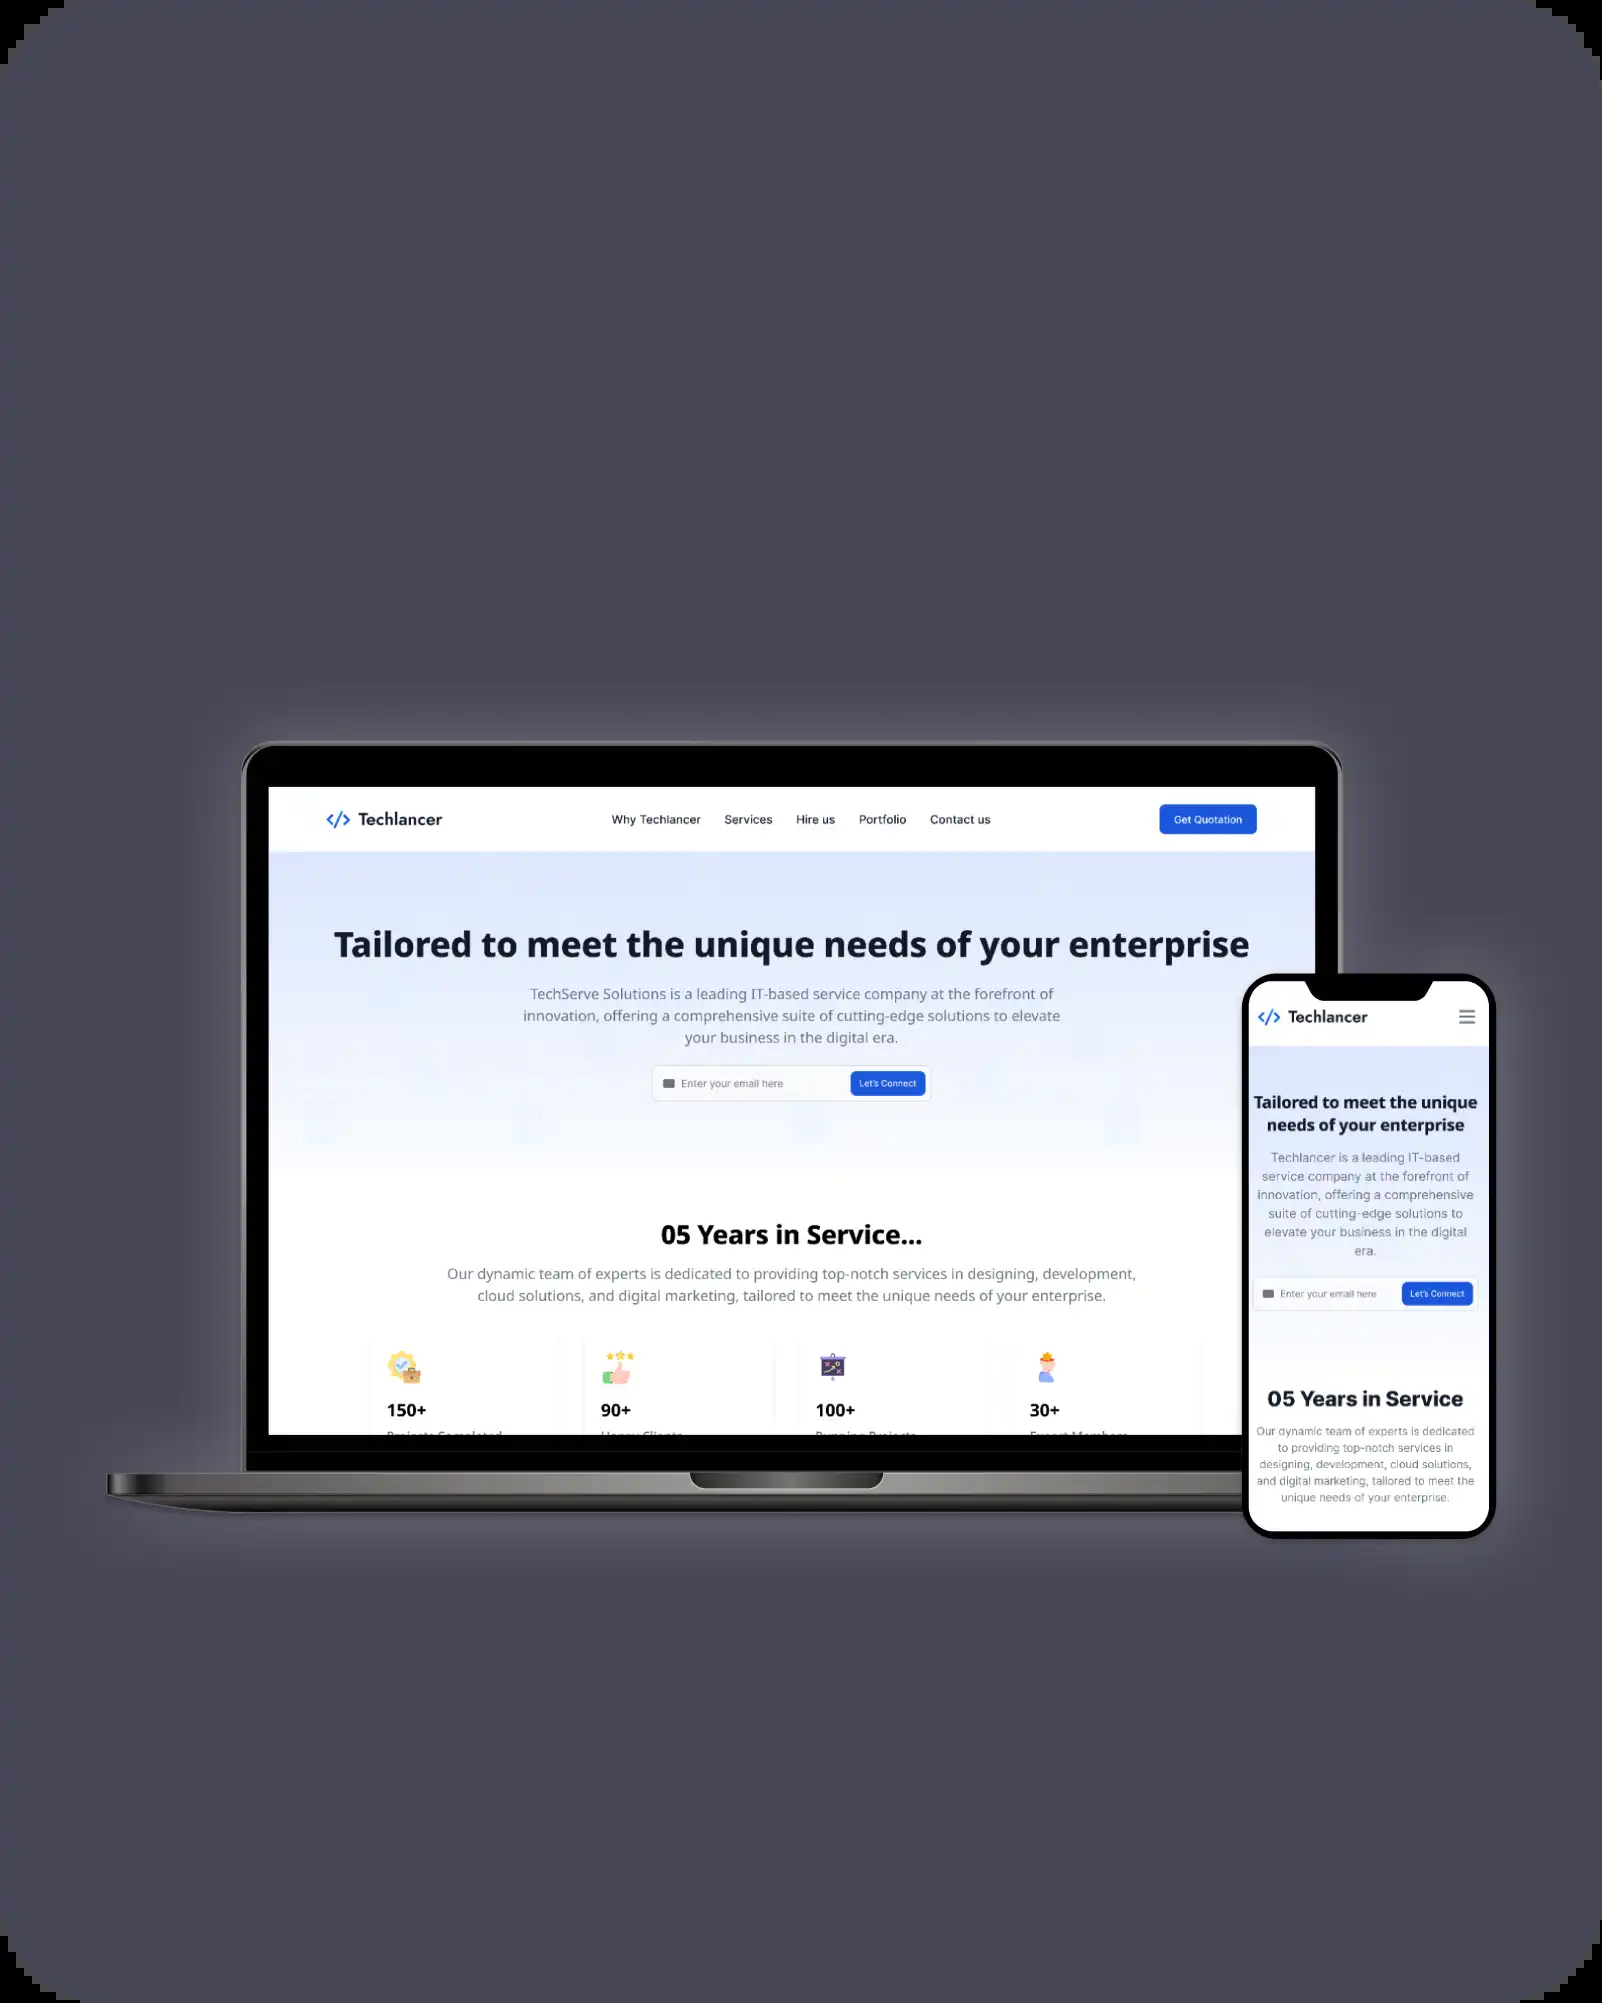 </> Techlancer
Why Techlancer Services Hire us Portfolio Contact us
Get Quotation
Tailored to meet the unique needs of your enterprise
TechServe Solutions is a leading IT-based service company at the forefront of
innovation, offering a comprehensive suite of cutting-edge solutions to elevate
your business in the digital era.
Enter your email here
Let's Connect
05 Years in Service...
Our dynamic team of experts is dedicated to providing top-notch services in designing, development,
cloud solutions, and digital marketing, tailored to meet the unique needs of your enterprise.
150+
Projects Completed
90+
Happy Clients
100+
Running Projects
30+
Expert Members
</> Techlancer
Tailored to meet the unique
needs of your enterprise
Techlancer is a leading IT-based
service company at the forefront of
innovation, offering a comprehensive
suite of cutting-edge solutions to
elevate your business in the digital
era.
Enter your email here
Let's Connect
05 Years in Service
Our dynamic team of experts is dedicated
to providing top-notch services in
designing, development, cloud solutions,
and digital marketing, tailored to meet the
unique needs of your enterprise.